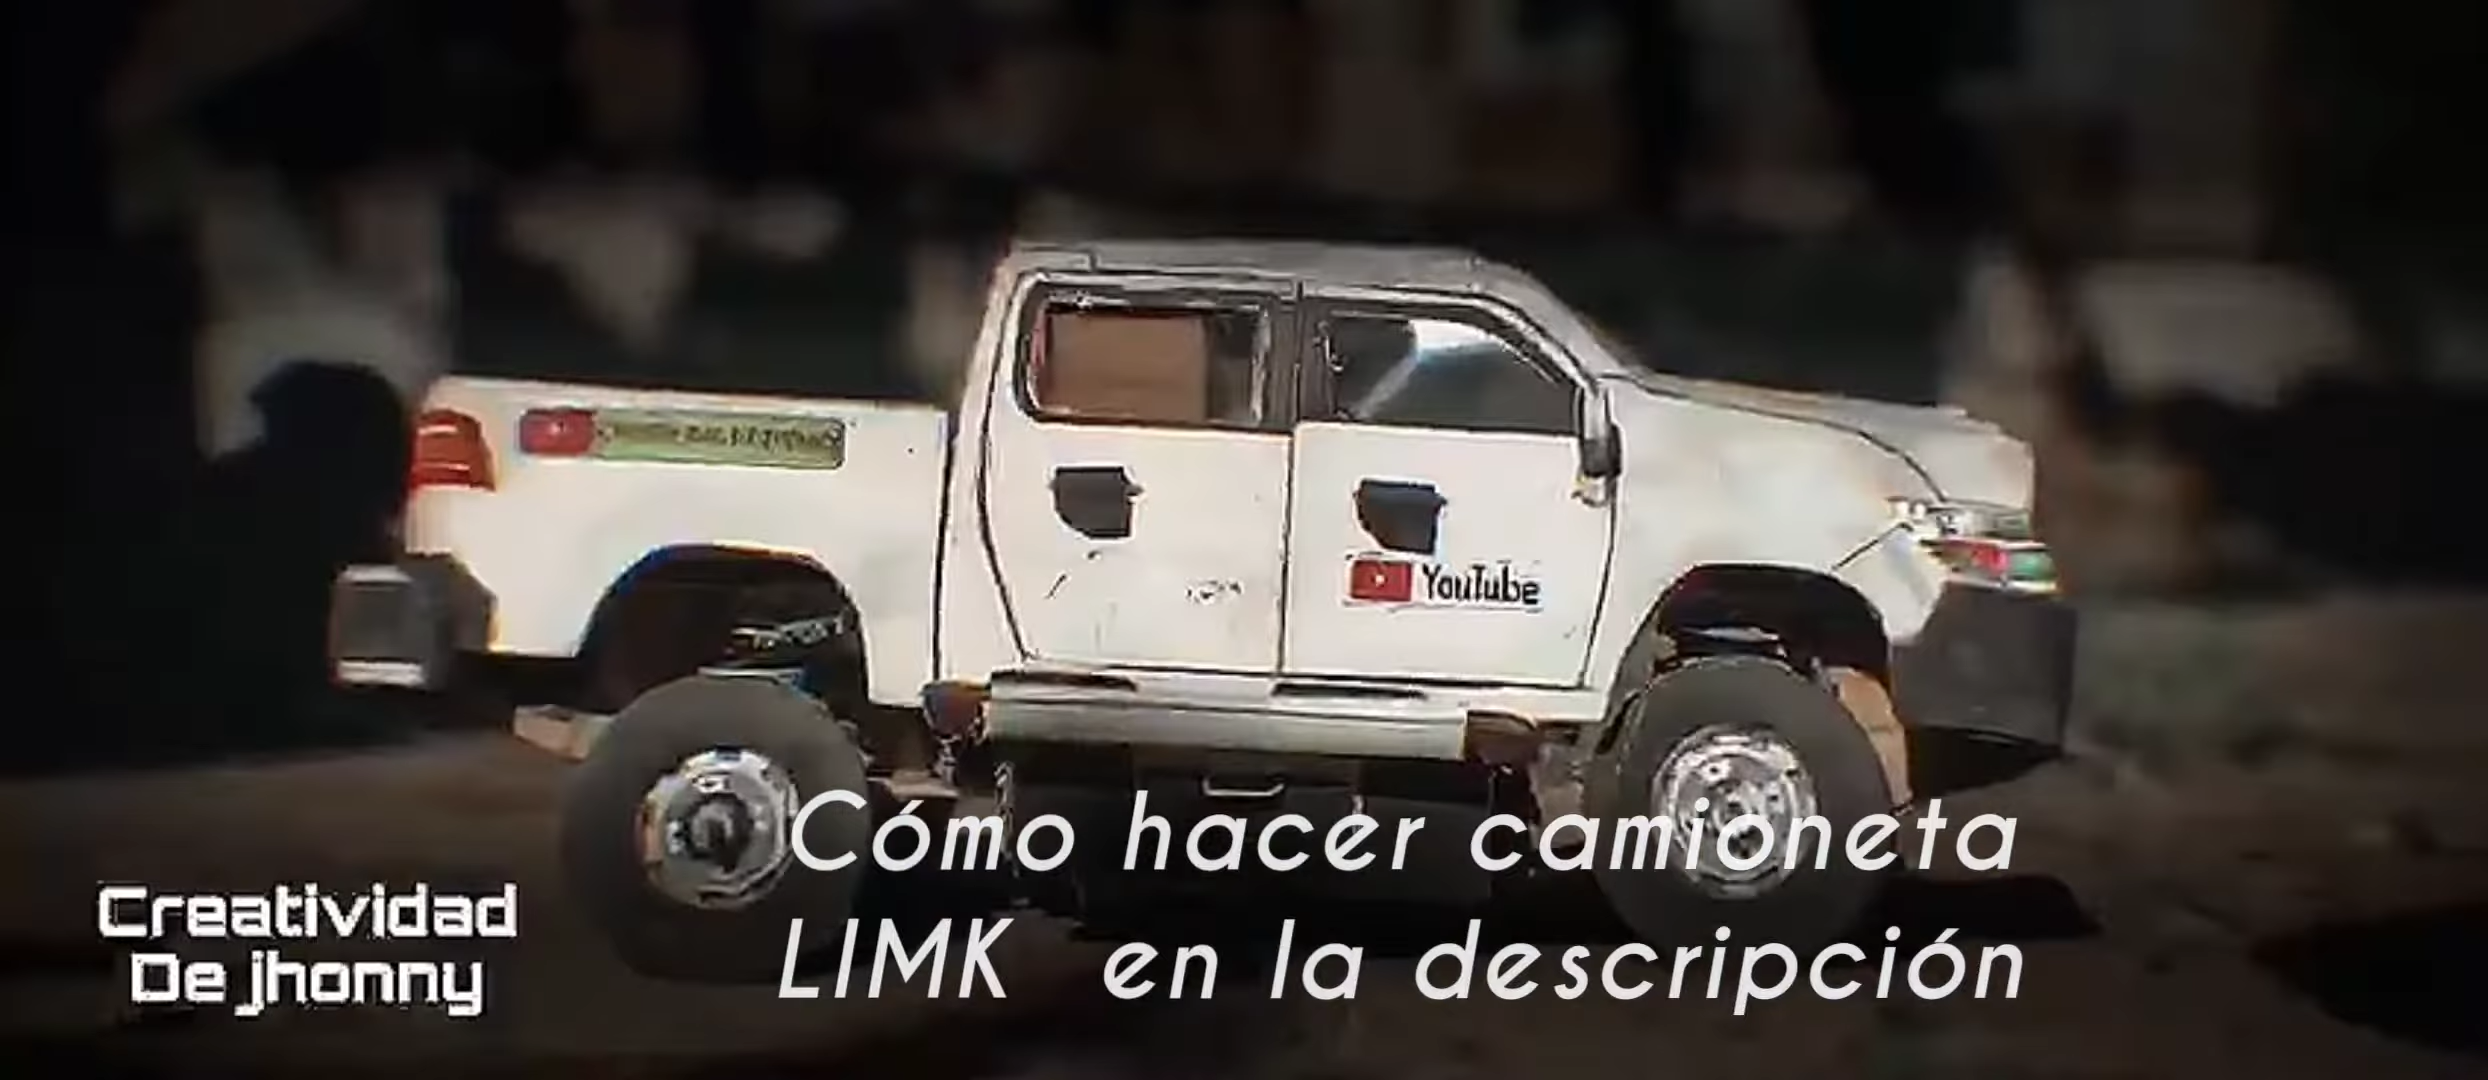 YouTube
Cómo hacer camioneta
LIMK en la descripción
Creatividad
De jhonny